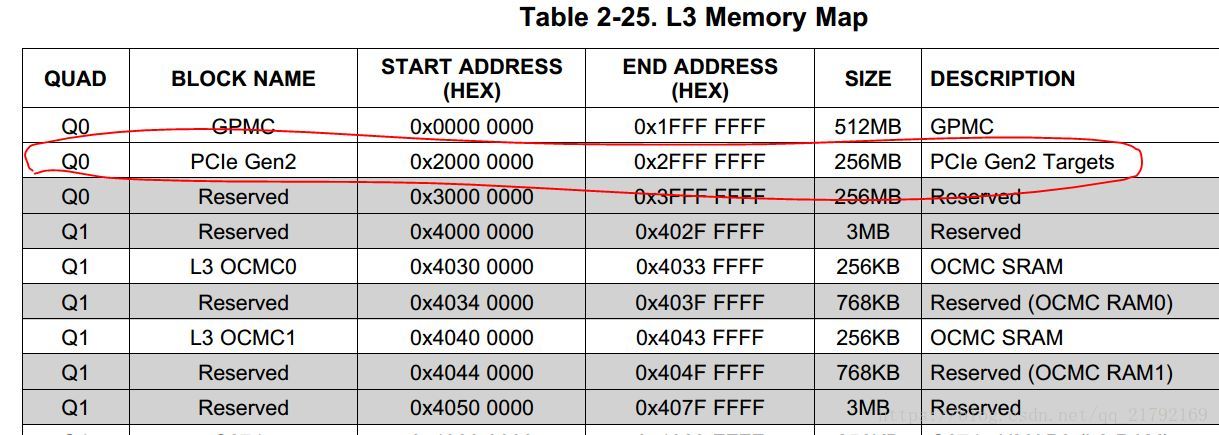 Table 2-25. L3 Memory Map
QUAD BLOCK NAME START ADDRESS (HEX) END ADDRESS (HEX) SIZE DESCRIPTION
Q0 GPMC 0x0000 0000 0x1FFF FFFF 512MB GPMC
Q0 PCIe Gen2 0x2000 0000 0x2FFF FFFF 256MB PCIe Gen2 Targets
Q0 Reserved 0x3000 0000 0x3FFF FFFF 256MB Reserved
Q1 Reserved 0x4000 0000 0x402F FFFF 3MB Reserved
Q1 L3 OCMC0 0x4030 0000 0x4033 FFFF 256KB OCMC SRAM
Q1 Reserved 0x4034 0000 0x403F FFFF 768KB Reserved (OCMC RAM0)
Q1 L3 OCMC1 0x4040 0000 0x4043 FFFF 256KB OCMC SRAM
Q1 Reserved 0x4044 0000 0x404F FFFF 768KB Reserved (OCMC RAM1)
Q1 Reserved 0x4050 0000 0x407F FFFF 3MB Reserved